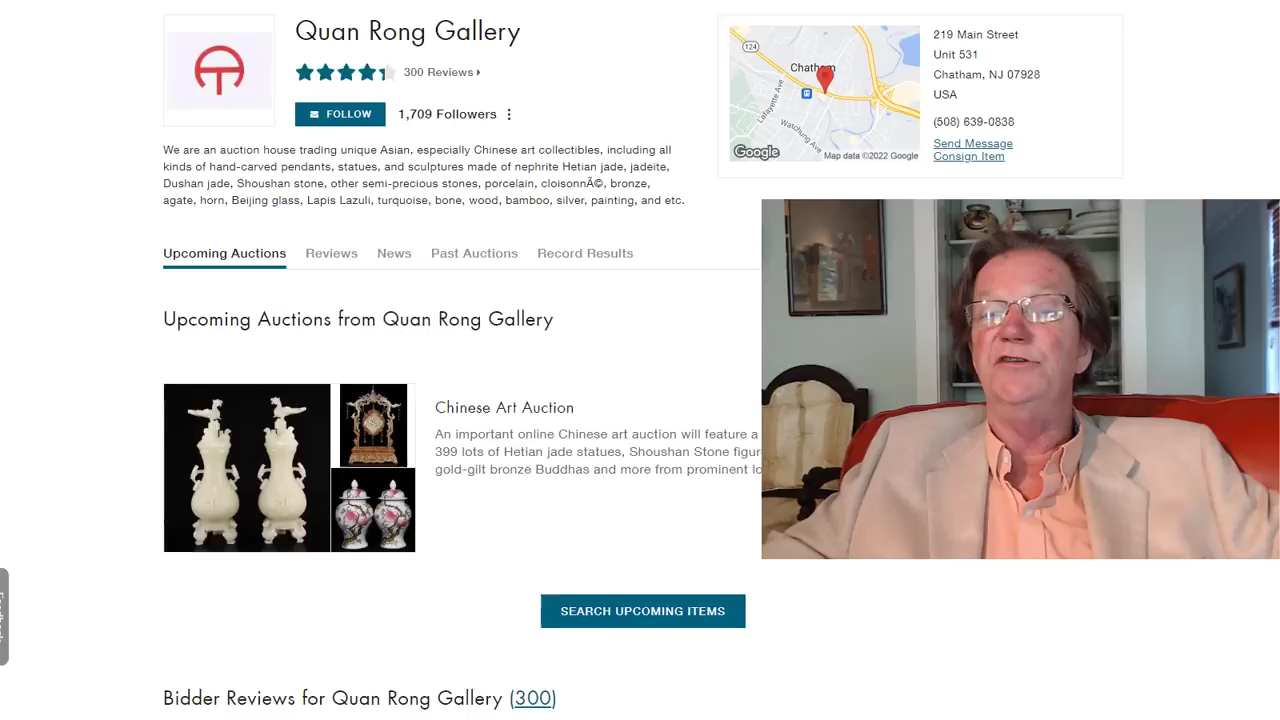 Quan Rong Gallery
300 Reviews
FOLLOW
1,709 Followers
We are an auction house trading unique Asian, especially Chinese art collectibles, including all
kinds of hand-carved pendants, statues, and sculptures made of nephrite Hetian jade, jadeite,
Dushan jade, Shoushan stone, other semi-precious stones, porcelain, cloisonnÃ©, bronze,
agate, horn, Beijing glass, Lapis Lazuli, turquoise, bone, wood, bamboo, silver, painting, and etc.
124
Chatham
Lafayette Ave
Watchung Ave
Google
Map data ©2022 Google
219 Main Street
Unit 531
Chatham, NJ 07928
USA
(508) 639-0838
Send Message
Consign Item
Upcoming Auctions
Reviews
News
Past Auctions
Record Results
Upcoming Auctions from Quan Rong Gallery
Chinese Art Auction
An important online Chinese art auction will feature a
399 lots of Hetian jade statues, Shoushan Stone figur
gold-gilt bronze Buddhas and more from prominent lo
SEARCH UPCOMING ITEMS
Bidder Reviews for Quan Rong Gallery (300)